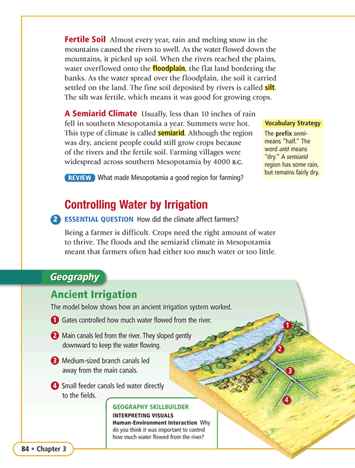 Fertile Soil Almost every year, rain and melting snow in the
mountains caused the rivers to swell. As the water flowed down the
mountains, it picked up soil. When the rivers reached the plains,
water overflowed onto the floodplain, the flat land bordering the
banks. As the water spread over the floodplain, the soil it carried
settled on the land. The fine soil deposited by rivers is called silt.
The silt was fertile, which means it was good for growing crops.
A Semiarid Climate Usually, less than 10 inches of rain
fell in southern Mesopotamia a year. Summers were hot.
This type of climate is called semiarid. Although the region
was dry, ancient people could still grow crops because
of the rivers and the fertile soil. Farming villages were
widespread across southern Mesopotamia by 4000 B.C.
REVIEW What made Mesopotamia a good region for farming?
Vocabulary Strategy
The prefix semi-
means "half." The
word arid means
"dry." A semiarid
region has some rain,
but remains fairly dry.
Controlling Water by Irrigation
2 ESSENTIAL QUESTION How did the climate affect farmers?
Being a farmer is difficult. Crops need the right amount of water
to thrive. The floods and the semiarid climate in Mesopotamia
meant that farmers often had either too much water or too little.
Geography
Ancient Irrigation
The model below shows how an ancient irrigation system worked.
1 Gates controlled how much water flowed from the river.
2 Main canals led from the river. They sloped gently
downward to keep the water flowing.
3 Medium-sized branch canals led
away from the main canals.
4 Small feeder canals led water directly
to the fields.
1
2
3
4
GEOGRAPHY SKILLBUILDER
INTERPRETING VISUALS
Human-Environment Interaction Why
do you think it was important to control
how much water flowed from the river?
84 • Chapter 3